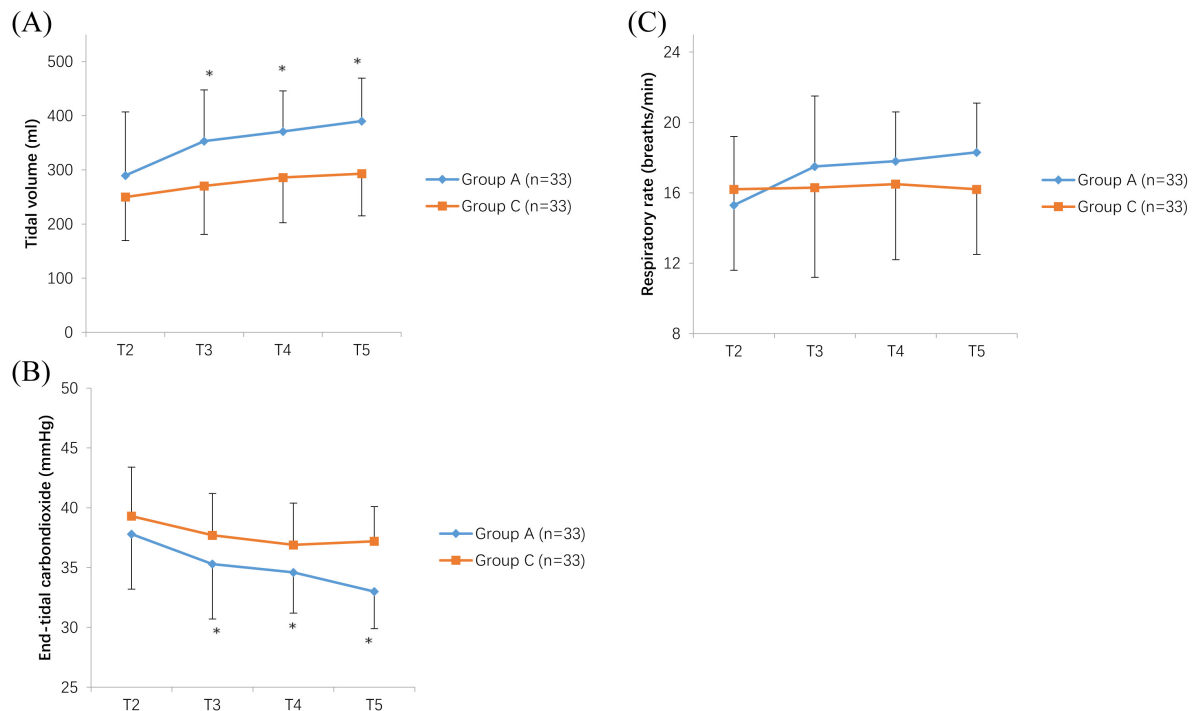 (A)
Tidal volume (ml)
500
400
300
200
100
0
* * *
T2 T3 T4 T5
Group A (n=33)
Group C (n=33)
(C)
Respiratory rate (breaths/min)
24
20
16
12
8
T2 T3 T4 T5
Group A (n=33)
Group C (n=33)
(B)
End-tidal carbondioxide (mmHg)
50
45
40
35
30
25
* * *
T2 T3 T4 T5
Group A (n=33)
Group C (n=33)